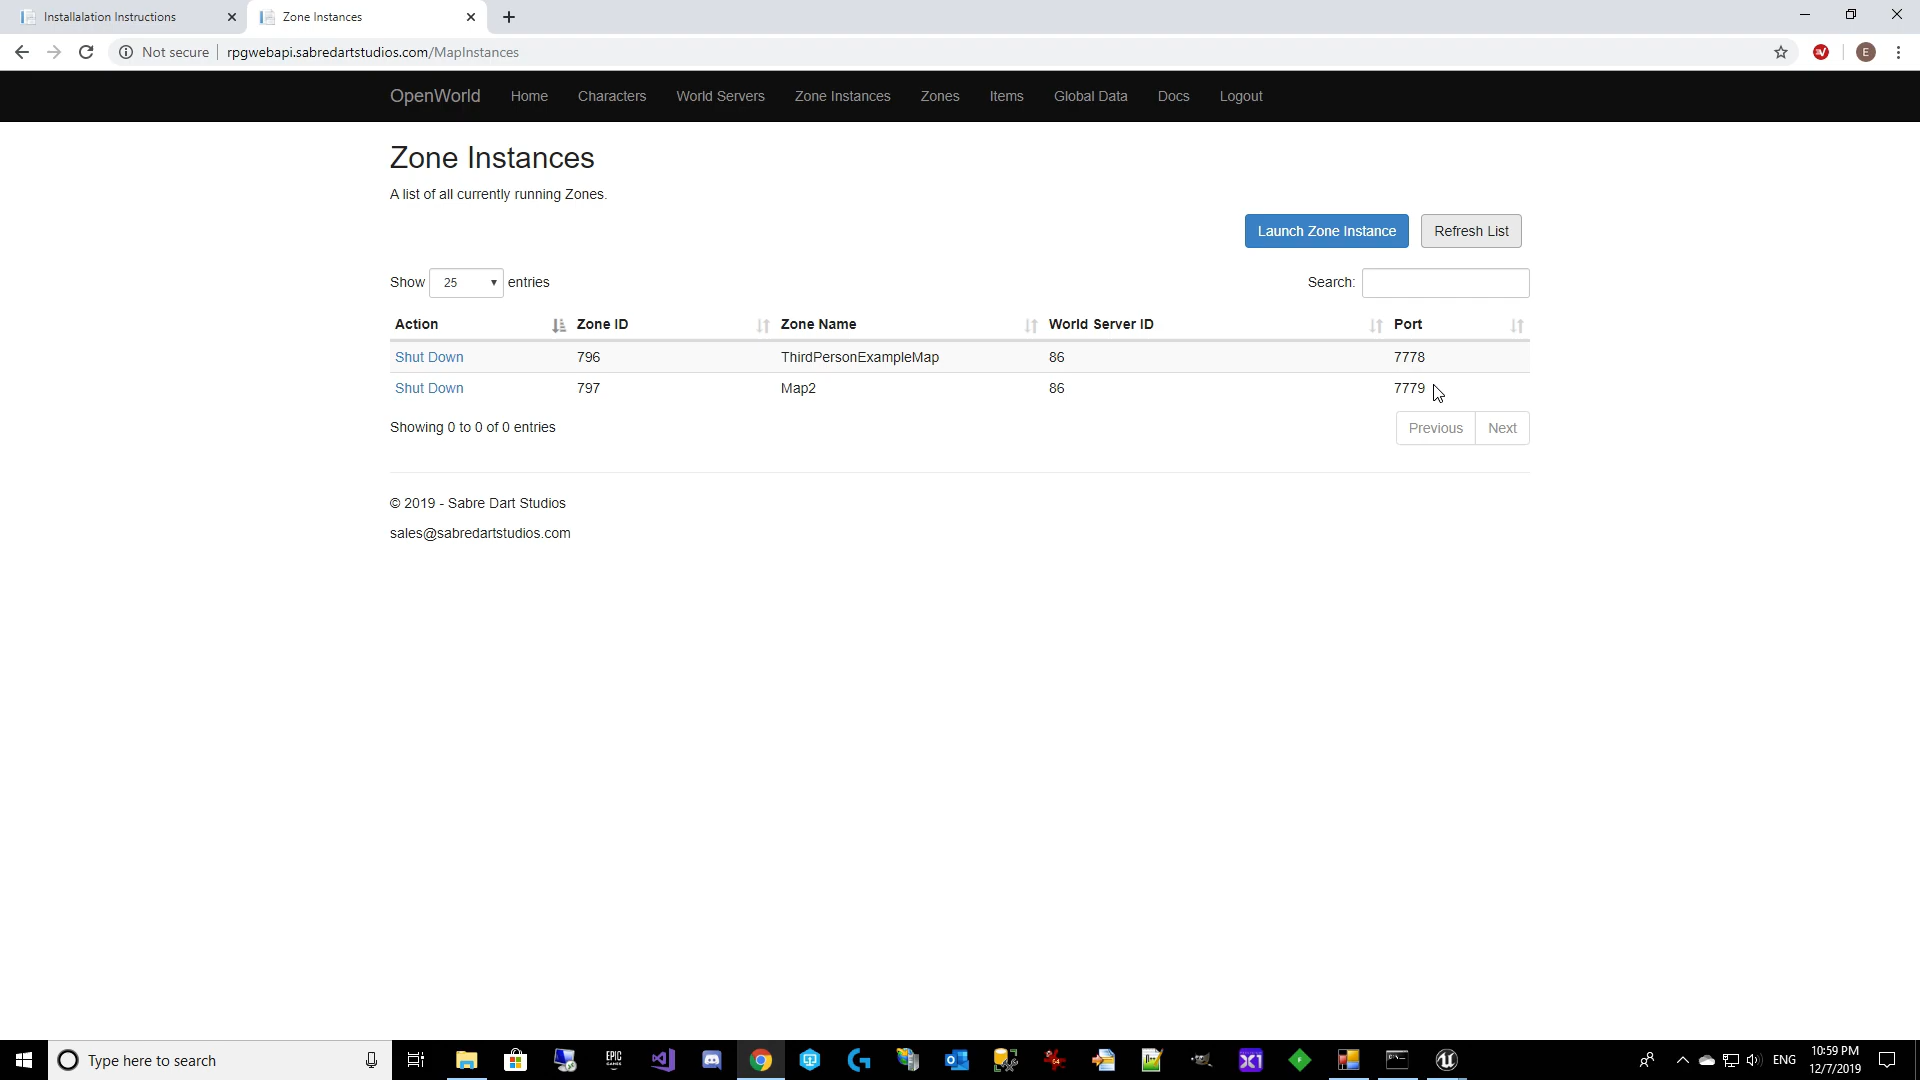 Installalation Instructions
Zone Instances
Not secure
rpgwebapi.sabredartstudios.com/MapInstances
E
OpenWorld Home Characters World Servers Zone Instances Zones Items Global Data Docs Logout
Zone Instances
A list of all currently running Zones.
Launch Zone Instance
Refresh List
Show 25 entries
Search:
Action Zone ID Zone Name World Server ID Port
Shut Down 796 ThirdPersonExampleMap 86 7778
Shut Down 797 Map2 86 7779
Showing 0 to 0 of 0 entries
Previous Next
© 2019 - Sabre Dart Studios
sales@sabredartstudios.com
Type here to search
EPIC
GAMES
ENG
10:59 PM
12/7/2019